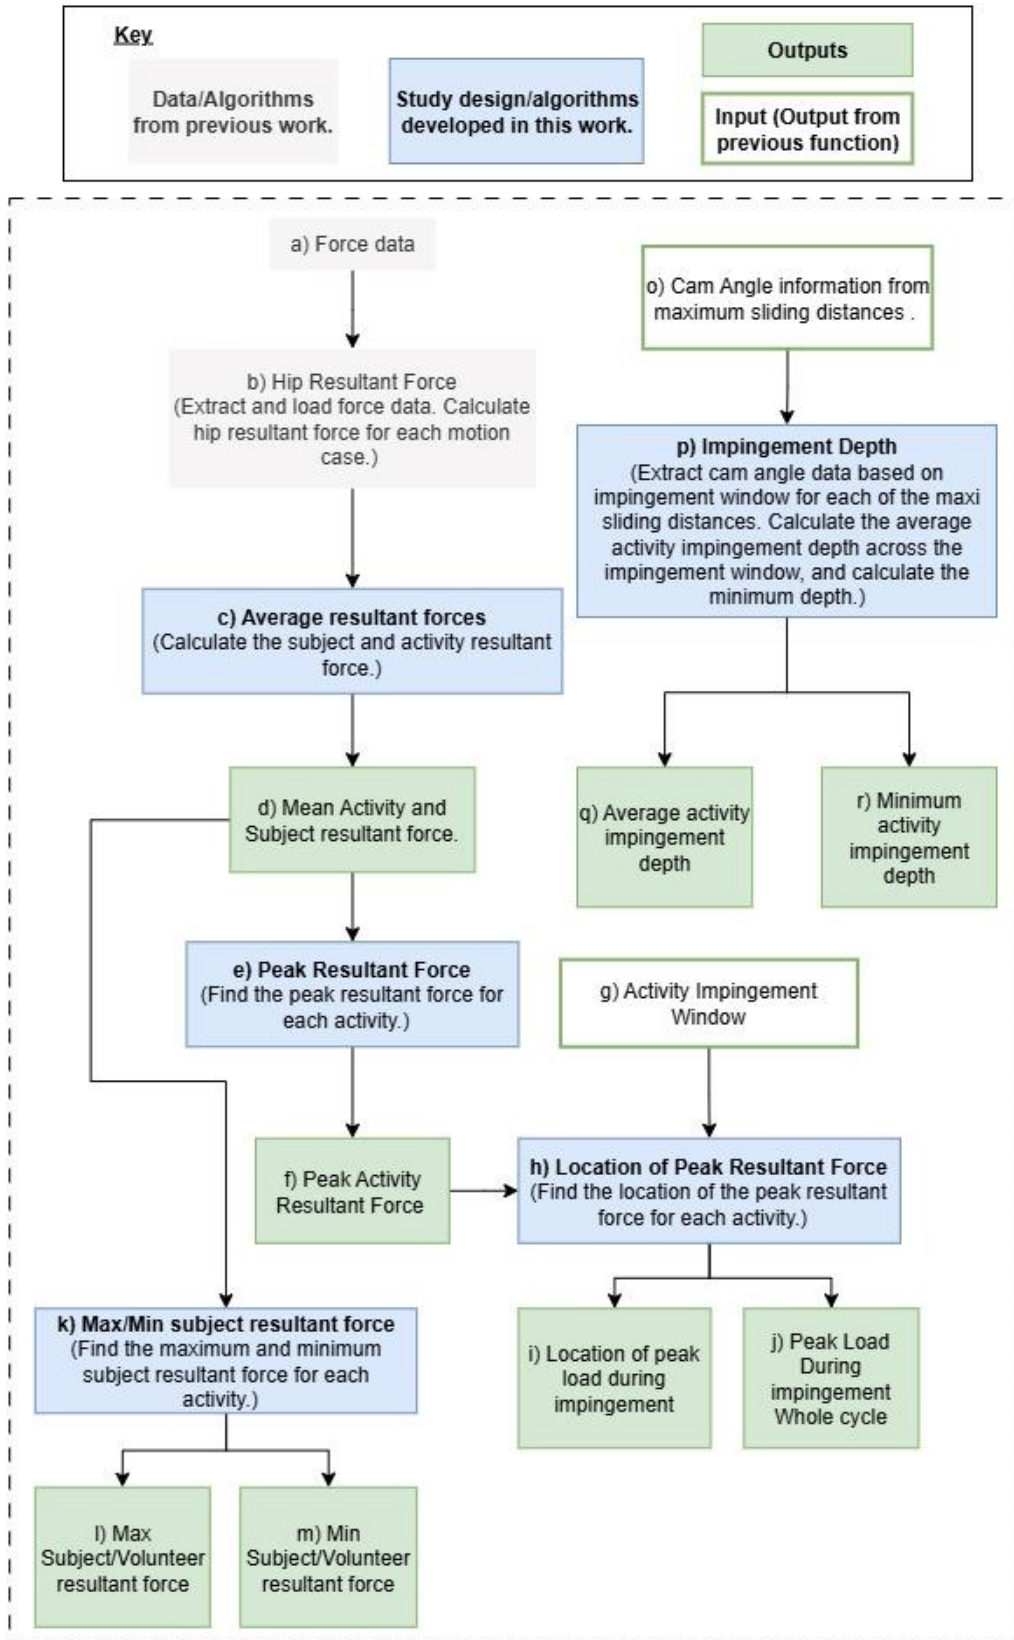 Key
Data/Algorithms
from previous work.
Study design/algorithms
developed in this work.
Outputs
Input (Output from
previous function)
a) Force data
b) Hip Resultant Force
(Extract and load force data. Calculate
hip resultant force for each motion
case.)
c) Average resultant forces
(Calculate the subject and activity resultant
force.)
d) Mean Activity and
Subject resultant force.
e) Peak Resultant Force
(Find the peak resultant force for
each activity.)
f) Peak Activity
Resultant Force
g) Activity Impingement
Window
h) Location of Peak Resultant Force
(Find the location of the peak resultant
force for each activity.)
i) Location of peak
load during
impingement
j) Peak Load
During
impingement
Whole cycle
k) Max/Min subject resultant force
(Find the maximum and minimum
subject resultant force for each
activity.)
l) Max
Subject/Volunteer
resultant force
m) Min
Subject/Volunteer
resultant force
o) Cam Angle information from
maximum sliding distances .
p) Impingement Depth
(Extract cam angle data based on
impingement window for each of the maxi
sliding distances. Calculate the average
activity impingement depth across the
impingement window, and calculate the
minimum depth.)
q) Average activity
impingement
depth
r) Minimum
activity
impingement
depth